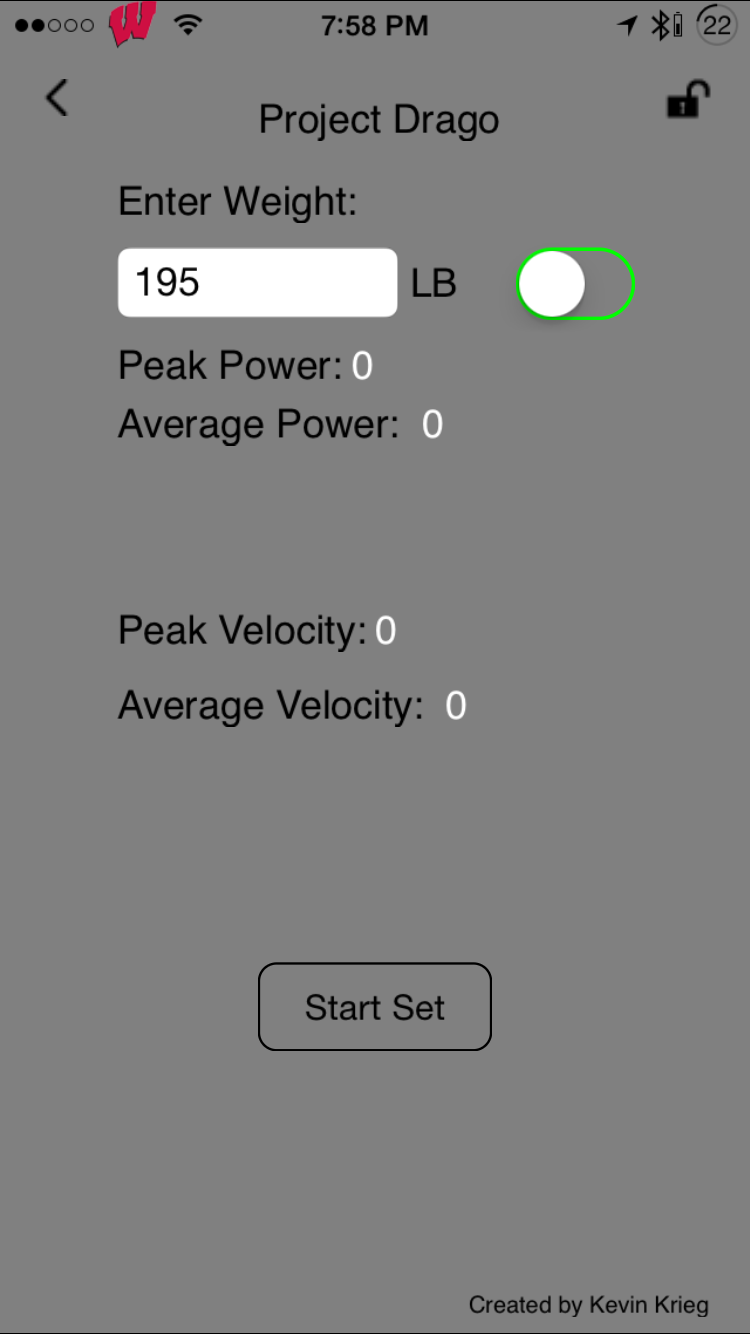 W 7:58 PM 22
Project Drago
Enter Weight:
195 LB
Peak Power: 0
Average Power: 0
Peak Velocity: 0
Average Velocity: 0
Start Set
Created by Kevin Krieg